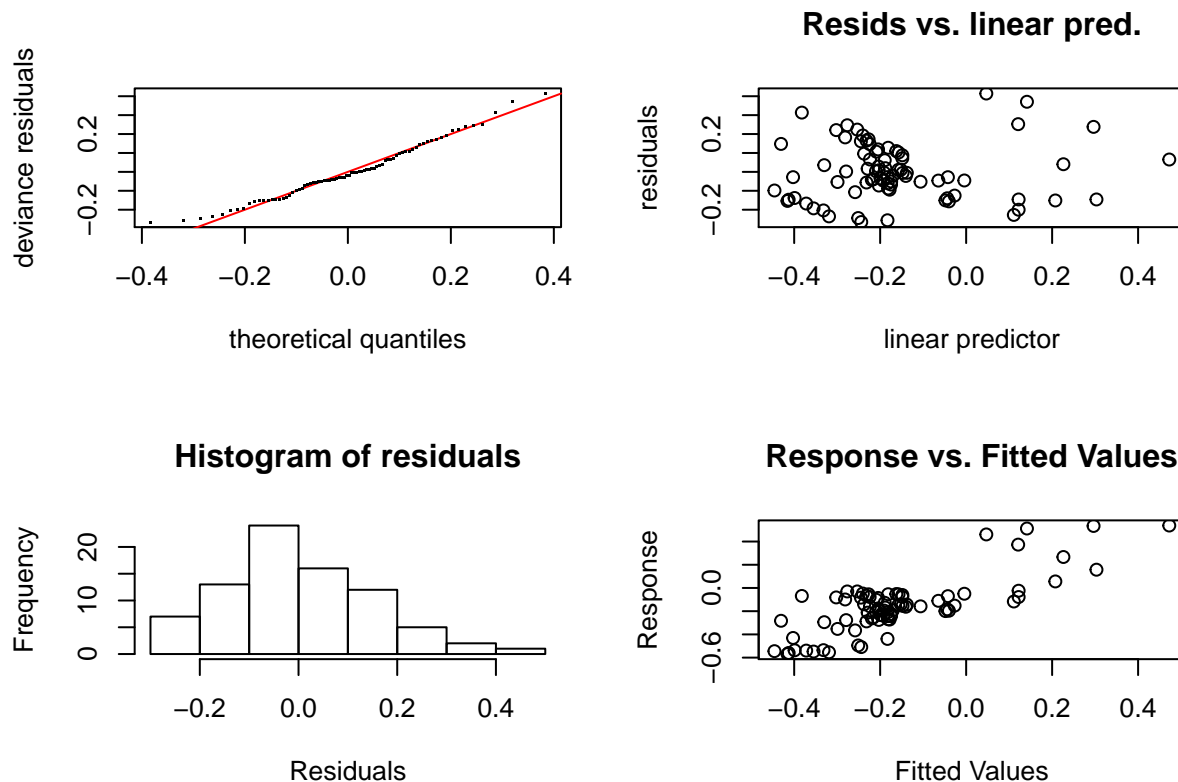 deviance residuals
−0.2
0.2
−0.4
−0.2
0.0
0.2
0.4
theoretical quantiles
Resids vs. linear pred.
residuals
−0.2
0.2
−0.4
−0.2
0.0
0.2
0.4
linear predictor
Histogram of residuals
Frequency
0
10
20
−0.2
0.0
0.2
0.4
Residuals
Response vs. Fitted Values
Response
−0.6
0.0
−0.4
−0.2
0.0
0.2
0.4
Fitted Values